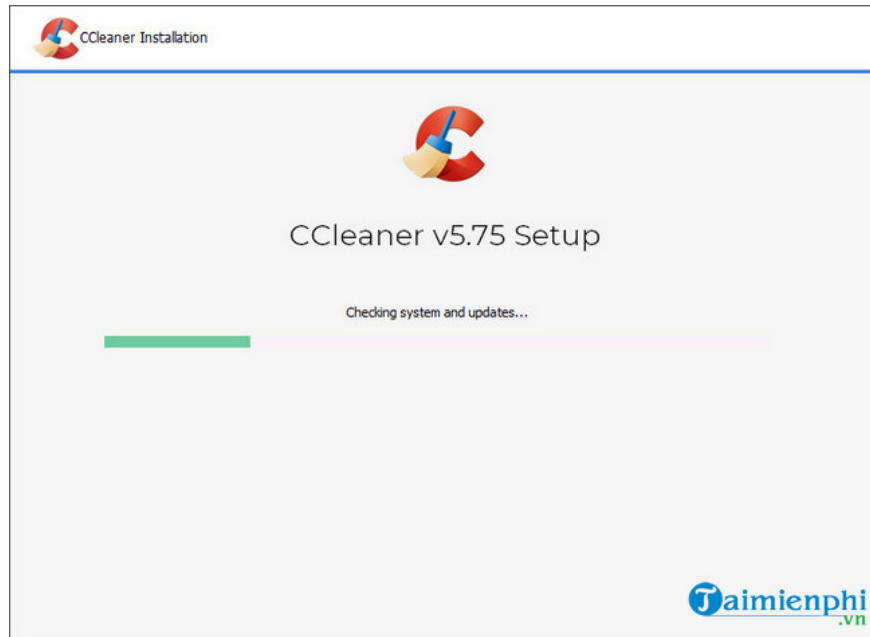 CCleaner Installation
CCleaner v5.75 Setup
Checking system and updates...
Taimienphi
.vn